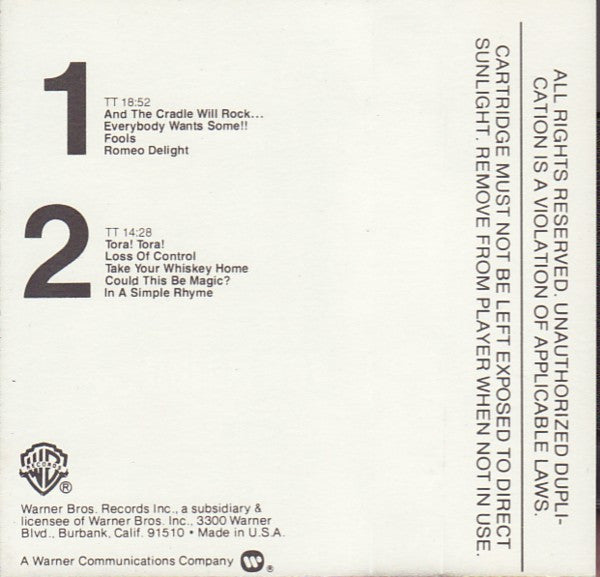 1
TT 18:52
And The Cradle Will Rock...
Everybody Wants Some!!
Fools
Romeo Delight
2
TT 14:28
Tora! Tora!
Loss Of Control
Take Your Whiskey Home
Could This Be Magic?
In A Simple Rhyme
WB
RECORDS
®
Warner Bros. Records Inc., a subsidiary &
licensee of Warner Bros. Inc., 3300 Warner
Blvd., Burbank, Calif. 91510 • Made in U.S.A.
A Warner Communications Company ®
ALL RIGHTS RESERVED. UNAUTHORIZED DUPLI-
CATION IS A VIOLATION OF APPLICABLE LAWS.
CARTRIDGE MUST NOT BE LEFT EXPOSED TO DIRECT
SUNLIGHT. REMOVE FROM PLAYER WHEN NOT IN USE.